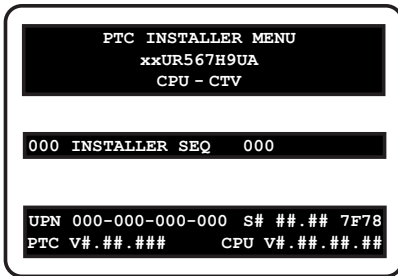 PTC INSTALLER MENU
xxUR567H9UA
CPU - CTV
000 INSTALLER SEQ 000
UPN 000-000-000-000 S# ##.## 7F78
PTC V#.##.### CPU V#.##.##.##